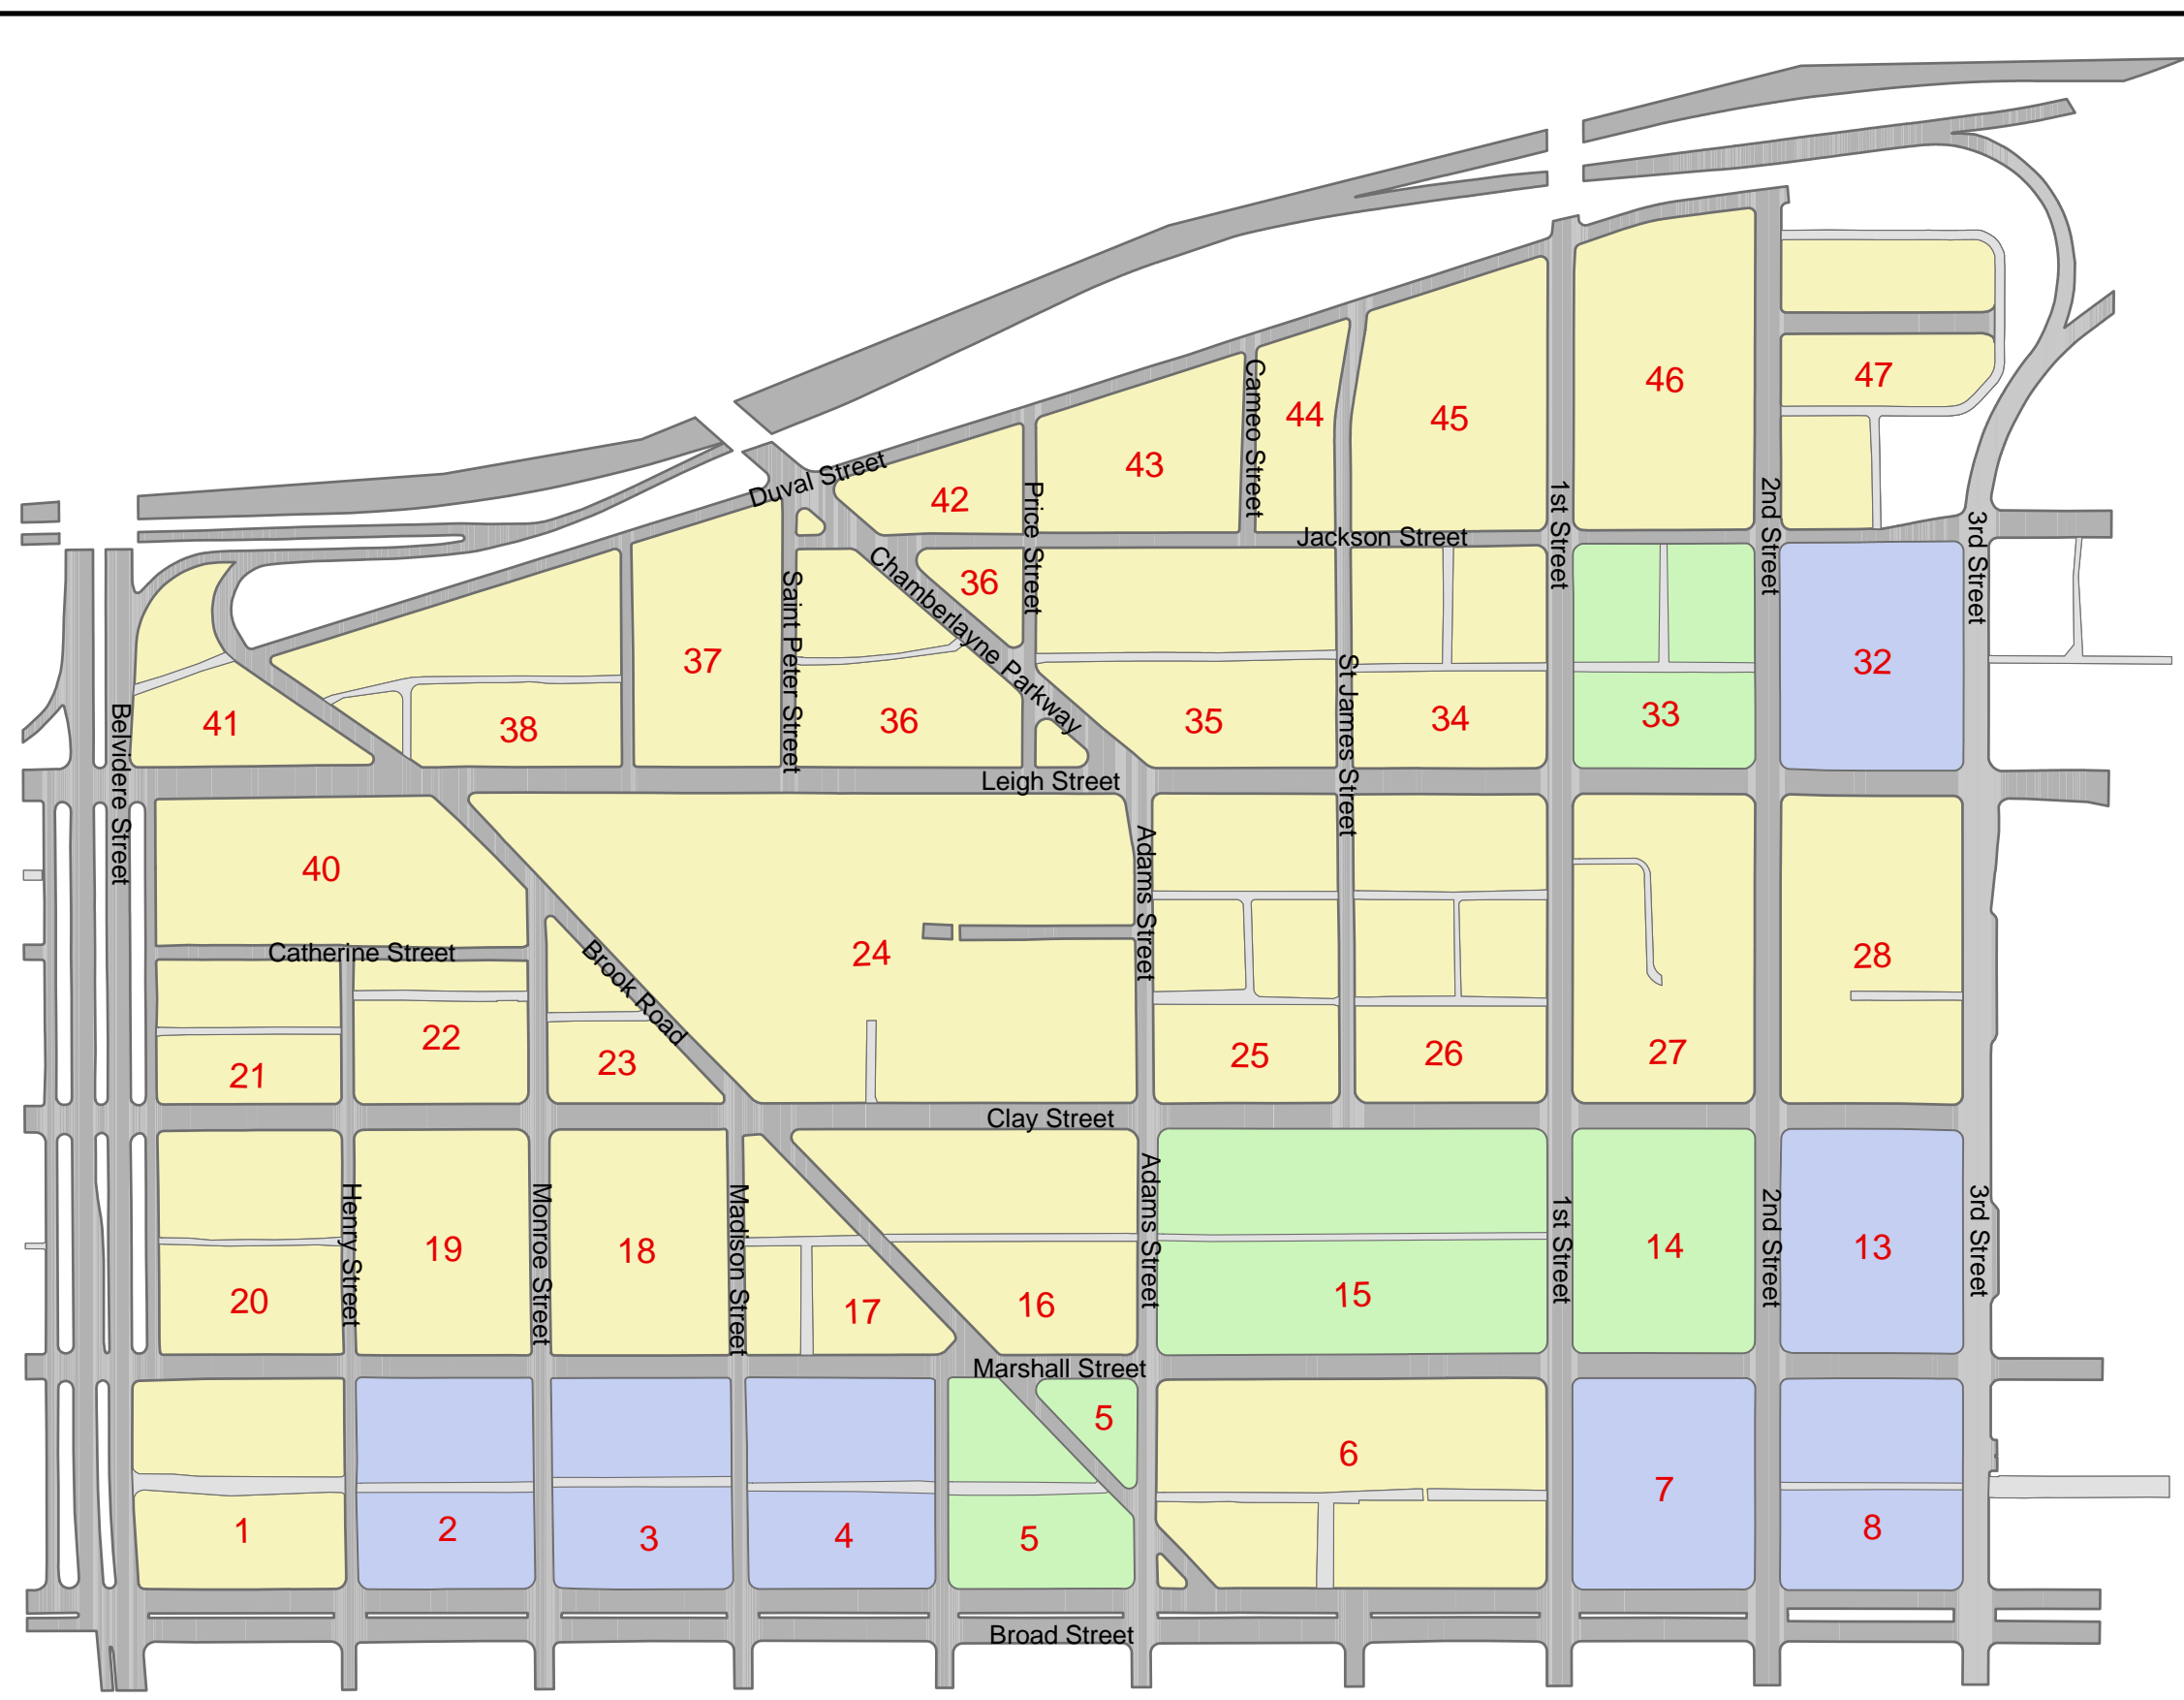 46
47
Cameo Street
44
45
43
Duval Street
42
Price Street
1st Street
2nd Street
3rd Street
Jackson Street
Chamberlayne Parkway
36
Saint Peter Street
37
St James Street
32
Belvidere Street
41
38
36
35
34
33
Leigh Street
40
Adams Street
Catherine Street
Brook Road
24
28
22
21
23
25
26
27
Clay Street
Henry Street
Monroe Street
Madison Street
Adams Street
1st Street
2nd Street
3rd Street
19
18
14
13
20
17
16
15
Marshall Street
5
6
7
1
2
3
4
5
8
Broad Street